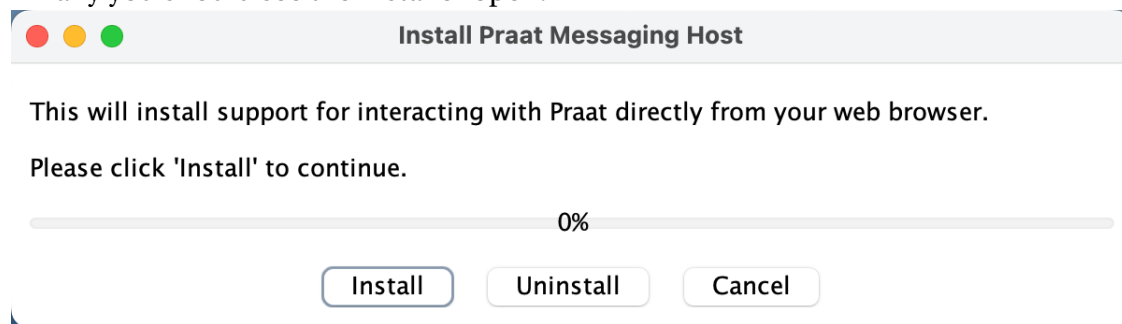 Install Praat Messaging Host
This will install support for interacting with Praat directly from your web browser.
Please click 'Install' to continue.
0%
Install Uninstall Cancel